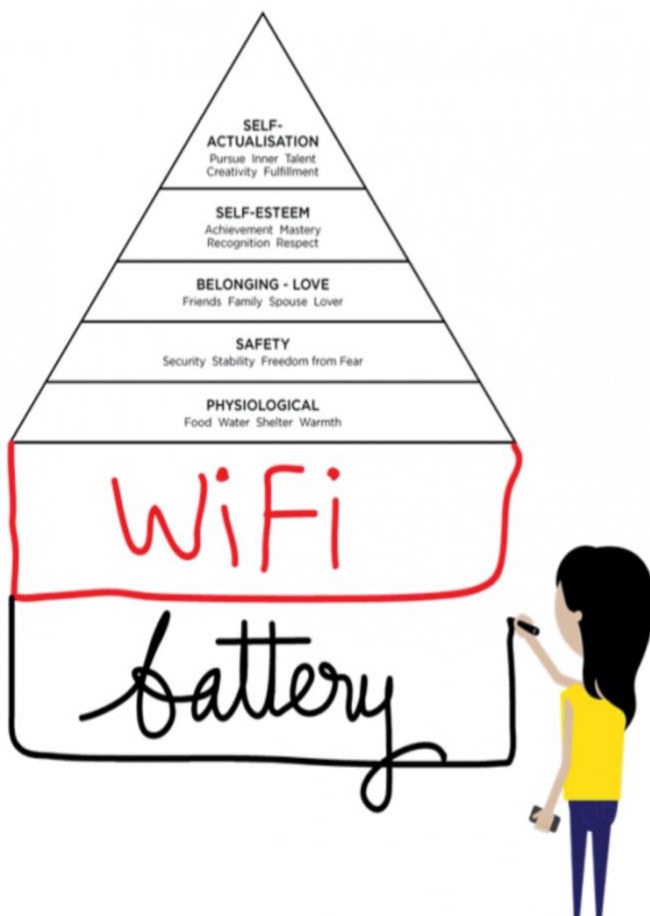 SELF-
ACTUALISATION
Pursue Inner Talent
Creativity Fulfillment
SELF-ESTEEM
Achievement Mastery
Recognition Respect
BELONGING - LOVE
Friends Family Spouse Lover
SAFETY
Security Stability Freedom from Fear
PHYSIOLOGICAL
Food Water Shelter Warmth
WiFi
battery